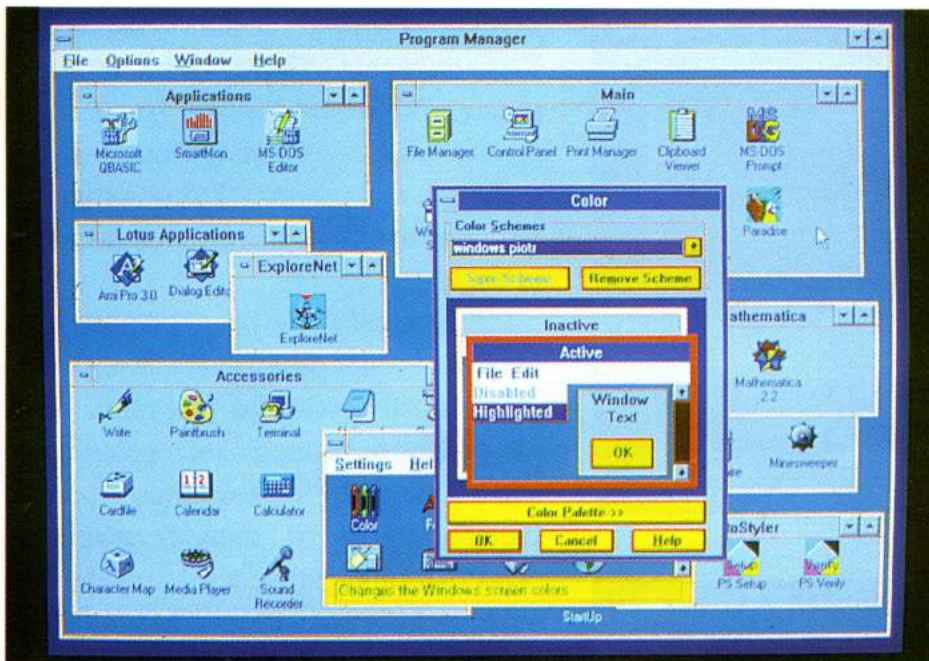 Program Manager
File Options Window Help
Applications
Microsoft
QBASIC
SmartMon
MS-DOS
Editor
Main
File Manager
Control Panel
Print Manager
Clipboard
Viewer
MS-DOS
Prompt
Paradise
Lotus Applications
Ami Pro 3.0
Dialog Edito
ExploreNet
ExploreNet
Color
Color Schemes
windows piotr
Save Scheme
Remove Scheme
Inactive
Active
File Edit
Disabled
Highlighted
Window
Text
OK
Color Palette >>
OK
Cancel
Help
athematica
Mathematica
2.2
Minesweeper
Accessories
Write
Paintbrush
Terminal
Cardfile
Calendar
Calculator
Character Map
Media Player
Sound
Recorder
Settings Hel
Color
Changes the Windows screen colors
toStyler
PS Setup
PS Verify
StartUp